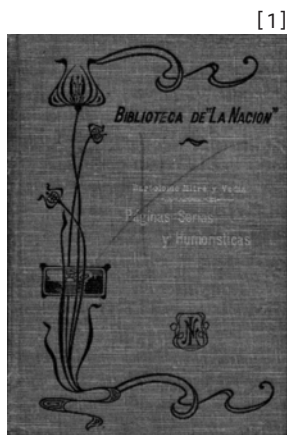 [1]
BIBLIOTECA DE "LA NACION"
Bartolomé Mitre y Vedia
Páginas Serias
y Humorísticas